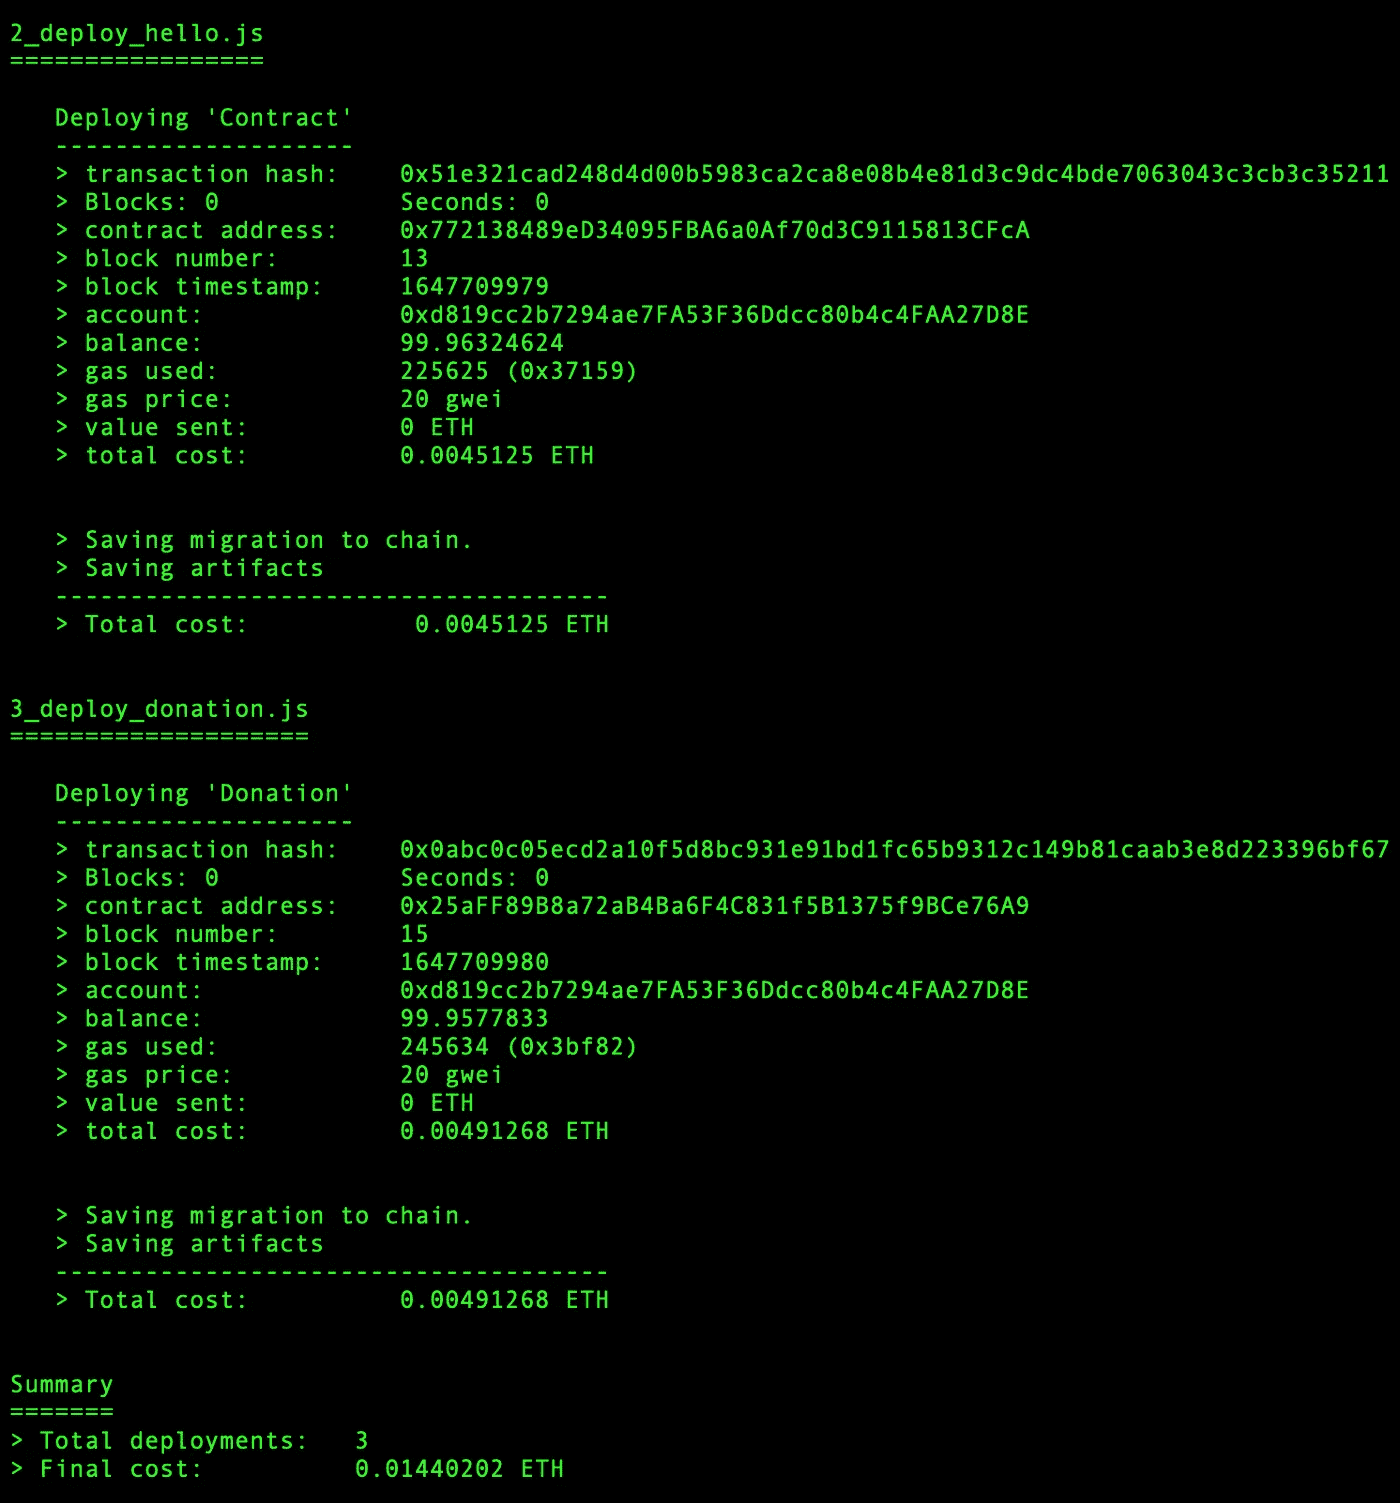 2_deploy_hello.js
=================
Deploying 'Contract'
--------------------
> transaction hash:    0x51e321cad248d4d00b5983ca2ca8e08b4e81d3c9dc4bde7063043c3cb3c35211
> Blocks: 0            Seconds: 0
> contract address:    0x772138489eD34095FBA6a0Af70d3C9115813CFcA
> block number:        13
> block timestamp:     1647709979
> account:             0xd819cc2b7294ae7FA53F36Ddcc80b4c4FAA27D8E
> balance:             99.96324624
> gas used:            225625 (0x37159)
> gas price:           20 gwei
> value sent:          0 ETH
> total cost:          0.0045125 ETH
> Saving migration to chain.
> Saving artifacts
-------------------------------------
> Total cost:           0.0045125 ETH
3_deploy_donation.js
====================
Deploying 'Donation'
--------------------
> transaction hash:    0x0abc0c05ecd2a10f5d8bc931e91bd1fc65b9312c149b81caab3e8d223396bf67
> Blocks: 0            Seconds: 0
> contract address:    0x25aFF89B8a72aB4Ba6F4C831f5B1375f9BCe76A9
> block number:        15
> block timestamp:     1647709980
> account:             0xd819cc2b7294ae7FA53F36Ddcc80b4c4FAA27D8E
> balance:             99.9577833
> gas used:            245634 (0x3bf82)
> gas price:           20 gwei
> value sent:          0 ETH
> total cost:          0.00491268 ETH
> Saving migration to chain.
> Saving artifacts
-------------------------------------
> Total cost:          0.00491268 ETH
Summary
=======
> Total deployments:   3
> Final cost:          0.01440202 ETH